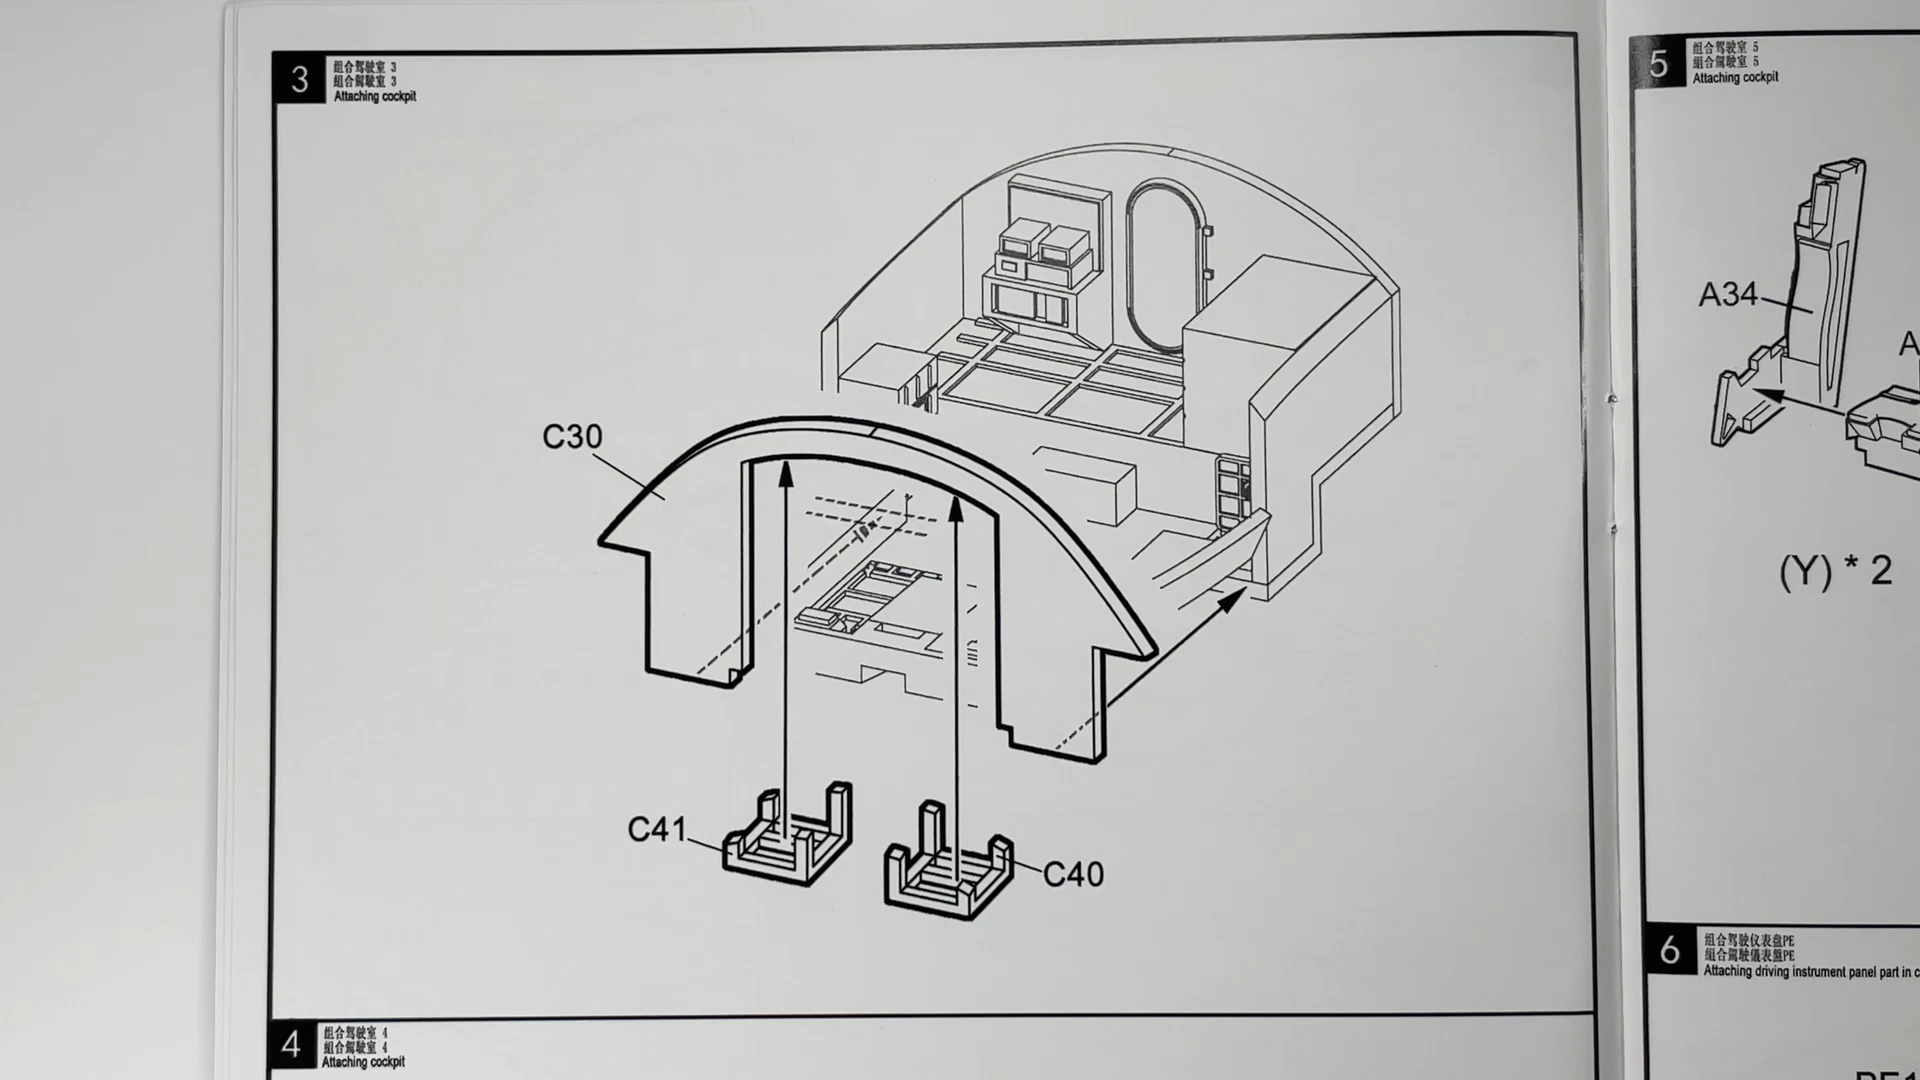 3
组合驾驶室 3
組合駕駛室 3
Attaching cockpit
C30
C41
C40
4
组合驾驶室 4
組合駕駛室 4
Attaching cockpit
5
组合驾驶室 5
組合駕駛室 5
Attaching cockpit
A34
A
(Y) * 2
6
组合驾驶仪表盘PE
組合駕駛儀表盤PE
Attaching driving instrument panel part in c